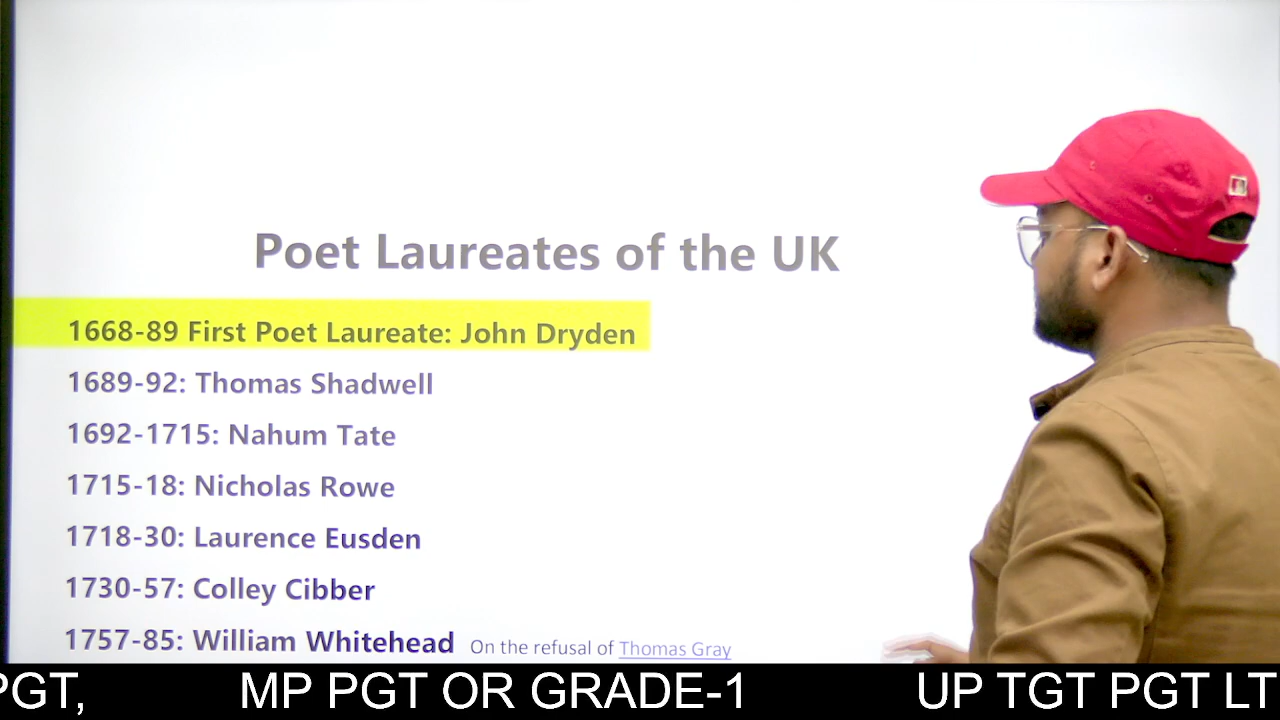 Poet Laureates of the UK
1668-89 First Poet Laureate: John Dryden
1689-92: Thomas Shadwell
1692-1715: Nahum Tate
1715-18: Nicholas Rowe
1718-30: Laurence Eusden
1730-57: Colley Cibber
1757-85: William Whitehead On the refusal of Thomas Gray
PGT, MP PGT OR GRADE-1 UP TGT PGT LT